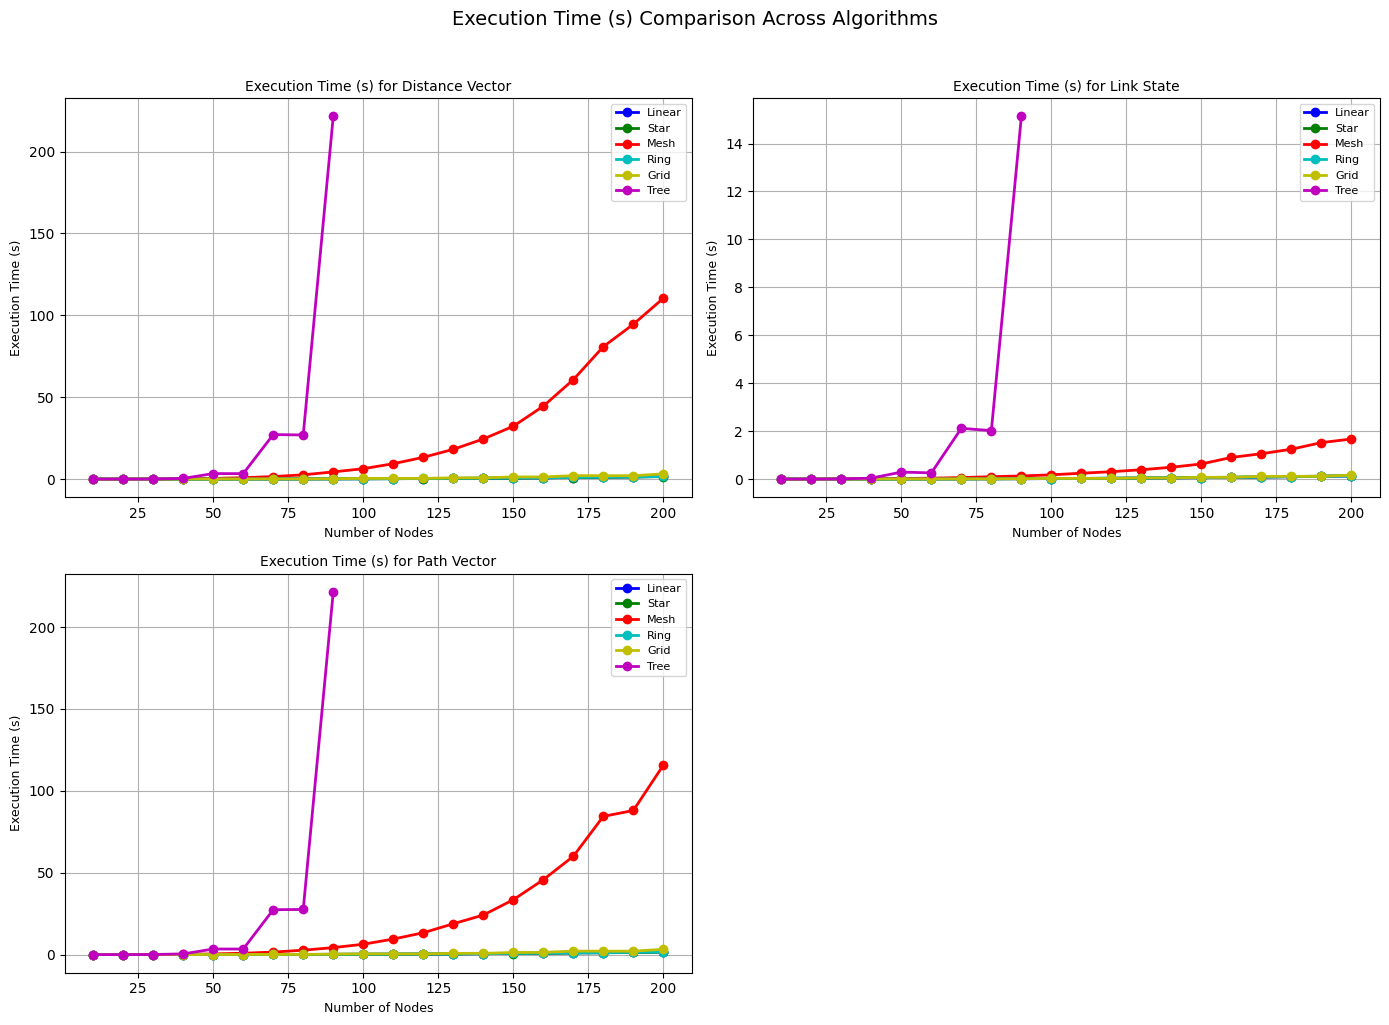 Execution Time (s) Comparison Across Algorithms
Execution Time (s) for Distance Vector
Execution Time (s)
200
150
100
50
0
25 50 75 100 125 150 175 200
Number of Nodes
Linear
Star
Mesh
Ring
Grid
Tree
Execution Time (s) for Link State
Execution Time (s)
14
12
10
8
6
4
2
0
25 50 75 100 125 150 175 200
Number of Nodes
Linear
Star
Mesh
Ring
Grid
Tree
Execution Time (s) for Path Vector
Execution Time (s)
200
150
100
50
0
25 50 75 100 125 150 175 200
Number of Nodes
Linear
Star
Mesh
Ring
Grid
Tree